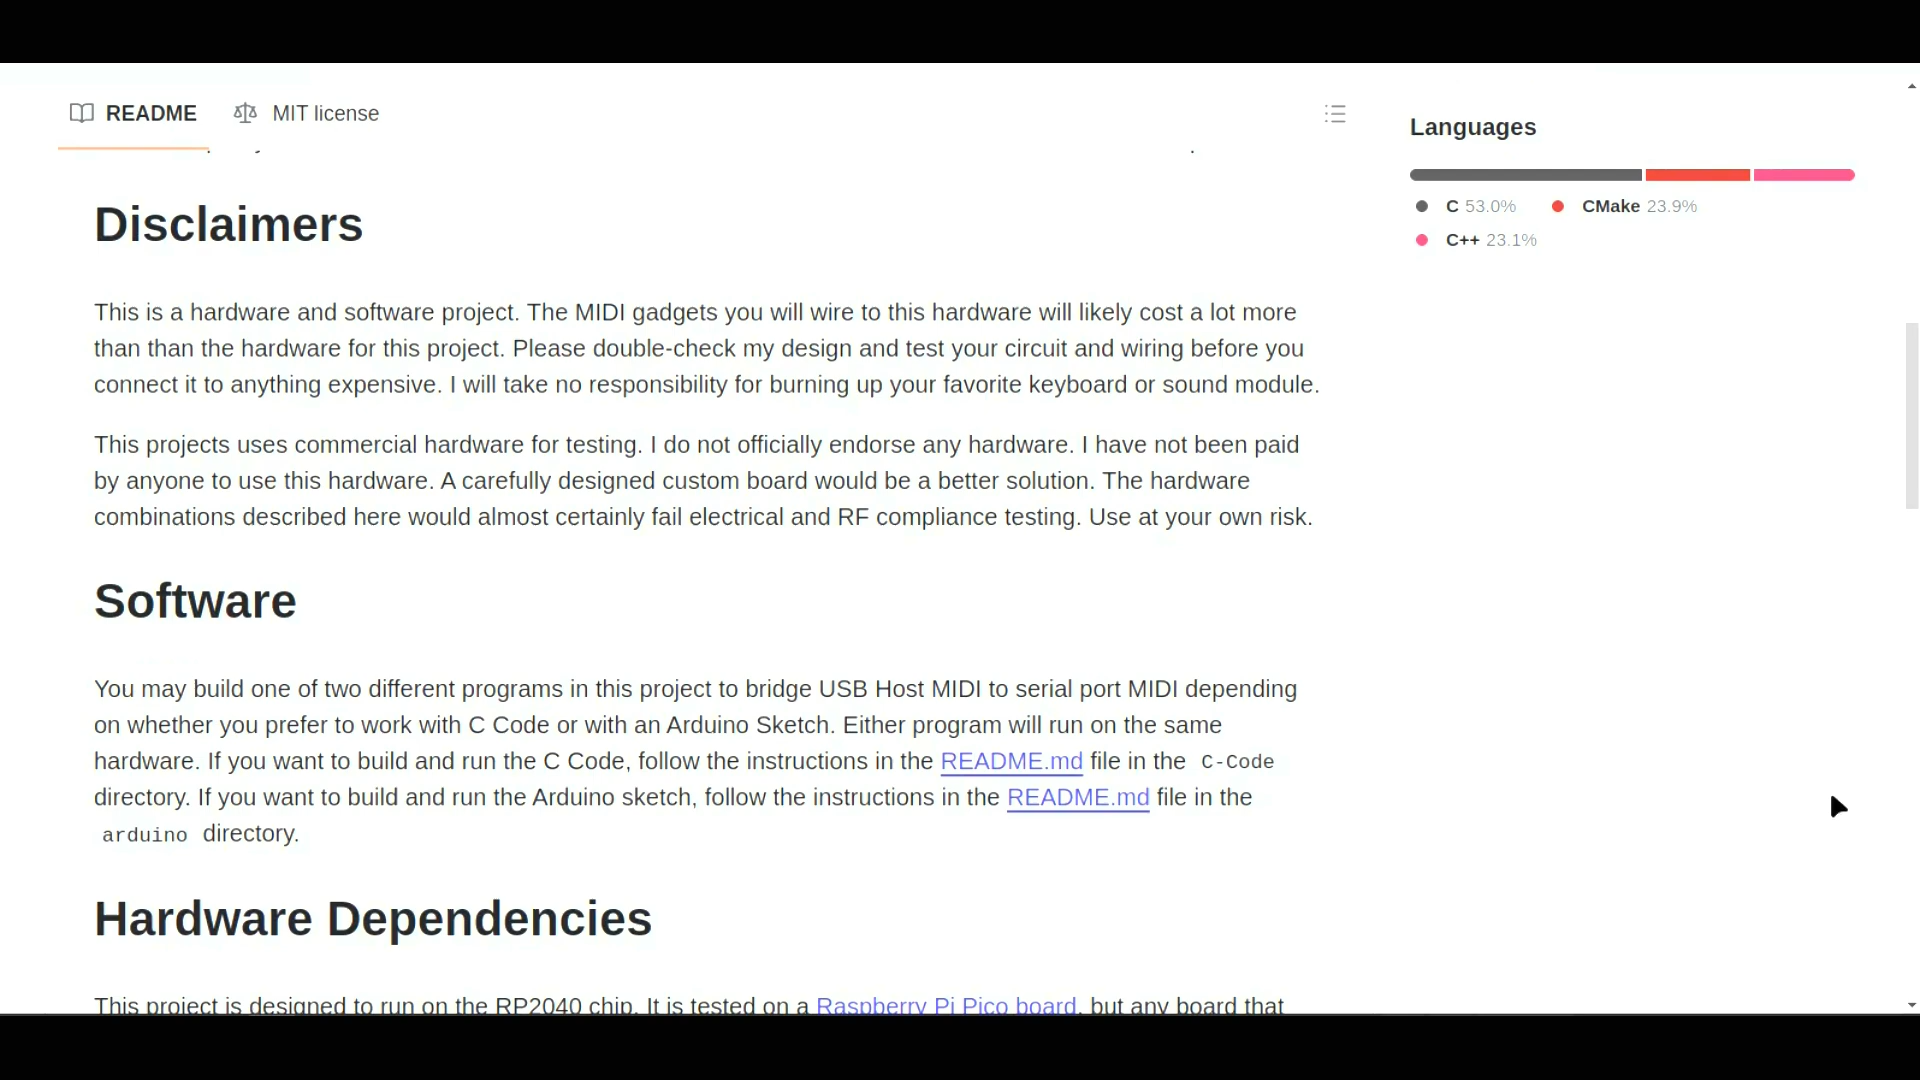 README MIT license
Languages
C 53.0% CMake 23.9%
C++ 23.1%
Disclaimers
This is a hardware and software project. The MIDI gadgets you will wire to this hardware will likely cost a lot more
than than the hardware for this project. Please double-check my design and test your circuit and wiring before you
connect it to anything expensive. I will take no responsibility for burning up your favorite keyboard or sound module.
This projects uses commercial hardware for testing. I do not officially endorse any hardware. I have not been paid
by anyone to use this hardware. A carefully designed custom board would be a better solution. The hardware
combinations described here would almost certainly fail electrical and RF compliance testing. Use at your own risk.
Software
You may build one of two different programs in this project to bridge USB Host MIDI to serial port MIDI depending
on whether you prefer to work with C Code or with an Arduino Sketch. Either program will run on the same
hardware. If you want to build and run the C Code, follow the instructions in the README.md file in the C-Code
directory. If you want to build and run the Arduino sketch, follow the instructions in the README.md file in the
arduino directory.
Hardware Dependencies
This project is designed to run on the RP2040 chip. It is tested on a Raspberry Pi Pico board, but any board that